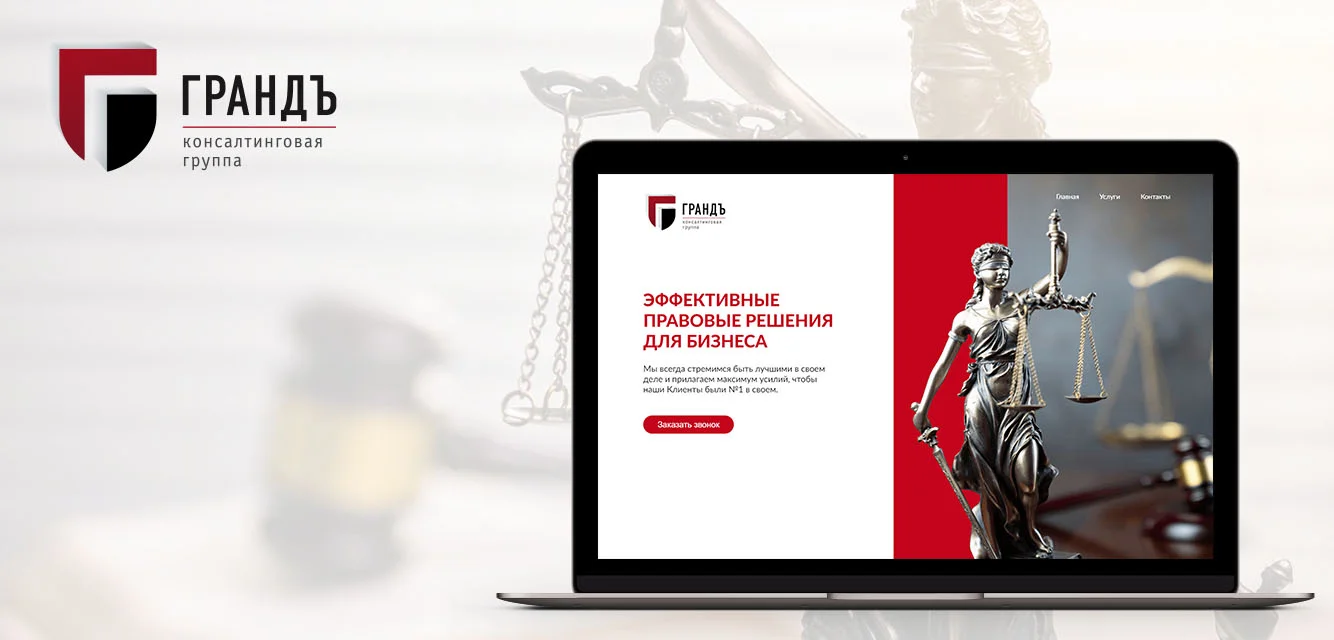 ГРАНДЪ
консалтинговая
группа
ГРАНДЪ
консалтинговая
группа
Главная Услуги Контакты
ЭФФЕКТИВНЫЕ
ПРАВОВЫЕ РЕШЕНИЯ
ДЛЯ БИЗНЕСА
Мы всегда стремимся быть лучшими в своем
деле и прилагаем максимум усилий, чтобы
наши Клиенты были №1 в своем.
Заказать звонок